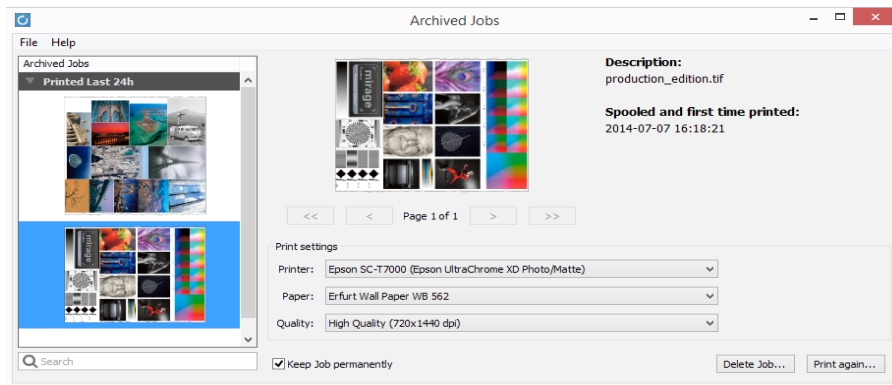 Archived Jobs
File Help
Archived Jobs
Printed Last 24h
mirage
mirage
Description:
production_edition.tif
Spooled and first time printed:
2014-07-07 16:18:21
<< < Page 1 of 1 > >>
Print settings
Printer: Epson SC-T7000 (Epson UltraChrome XD Photo/Matte)
Paper: Erfurt Wall Paper WB 562
Quality: High Quality (720x1440 dpi)
Search
Keep Job permanently
Delete Job... Print again...